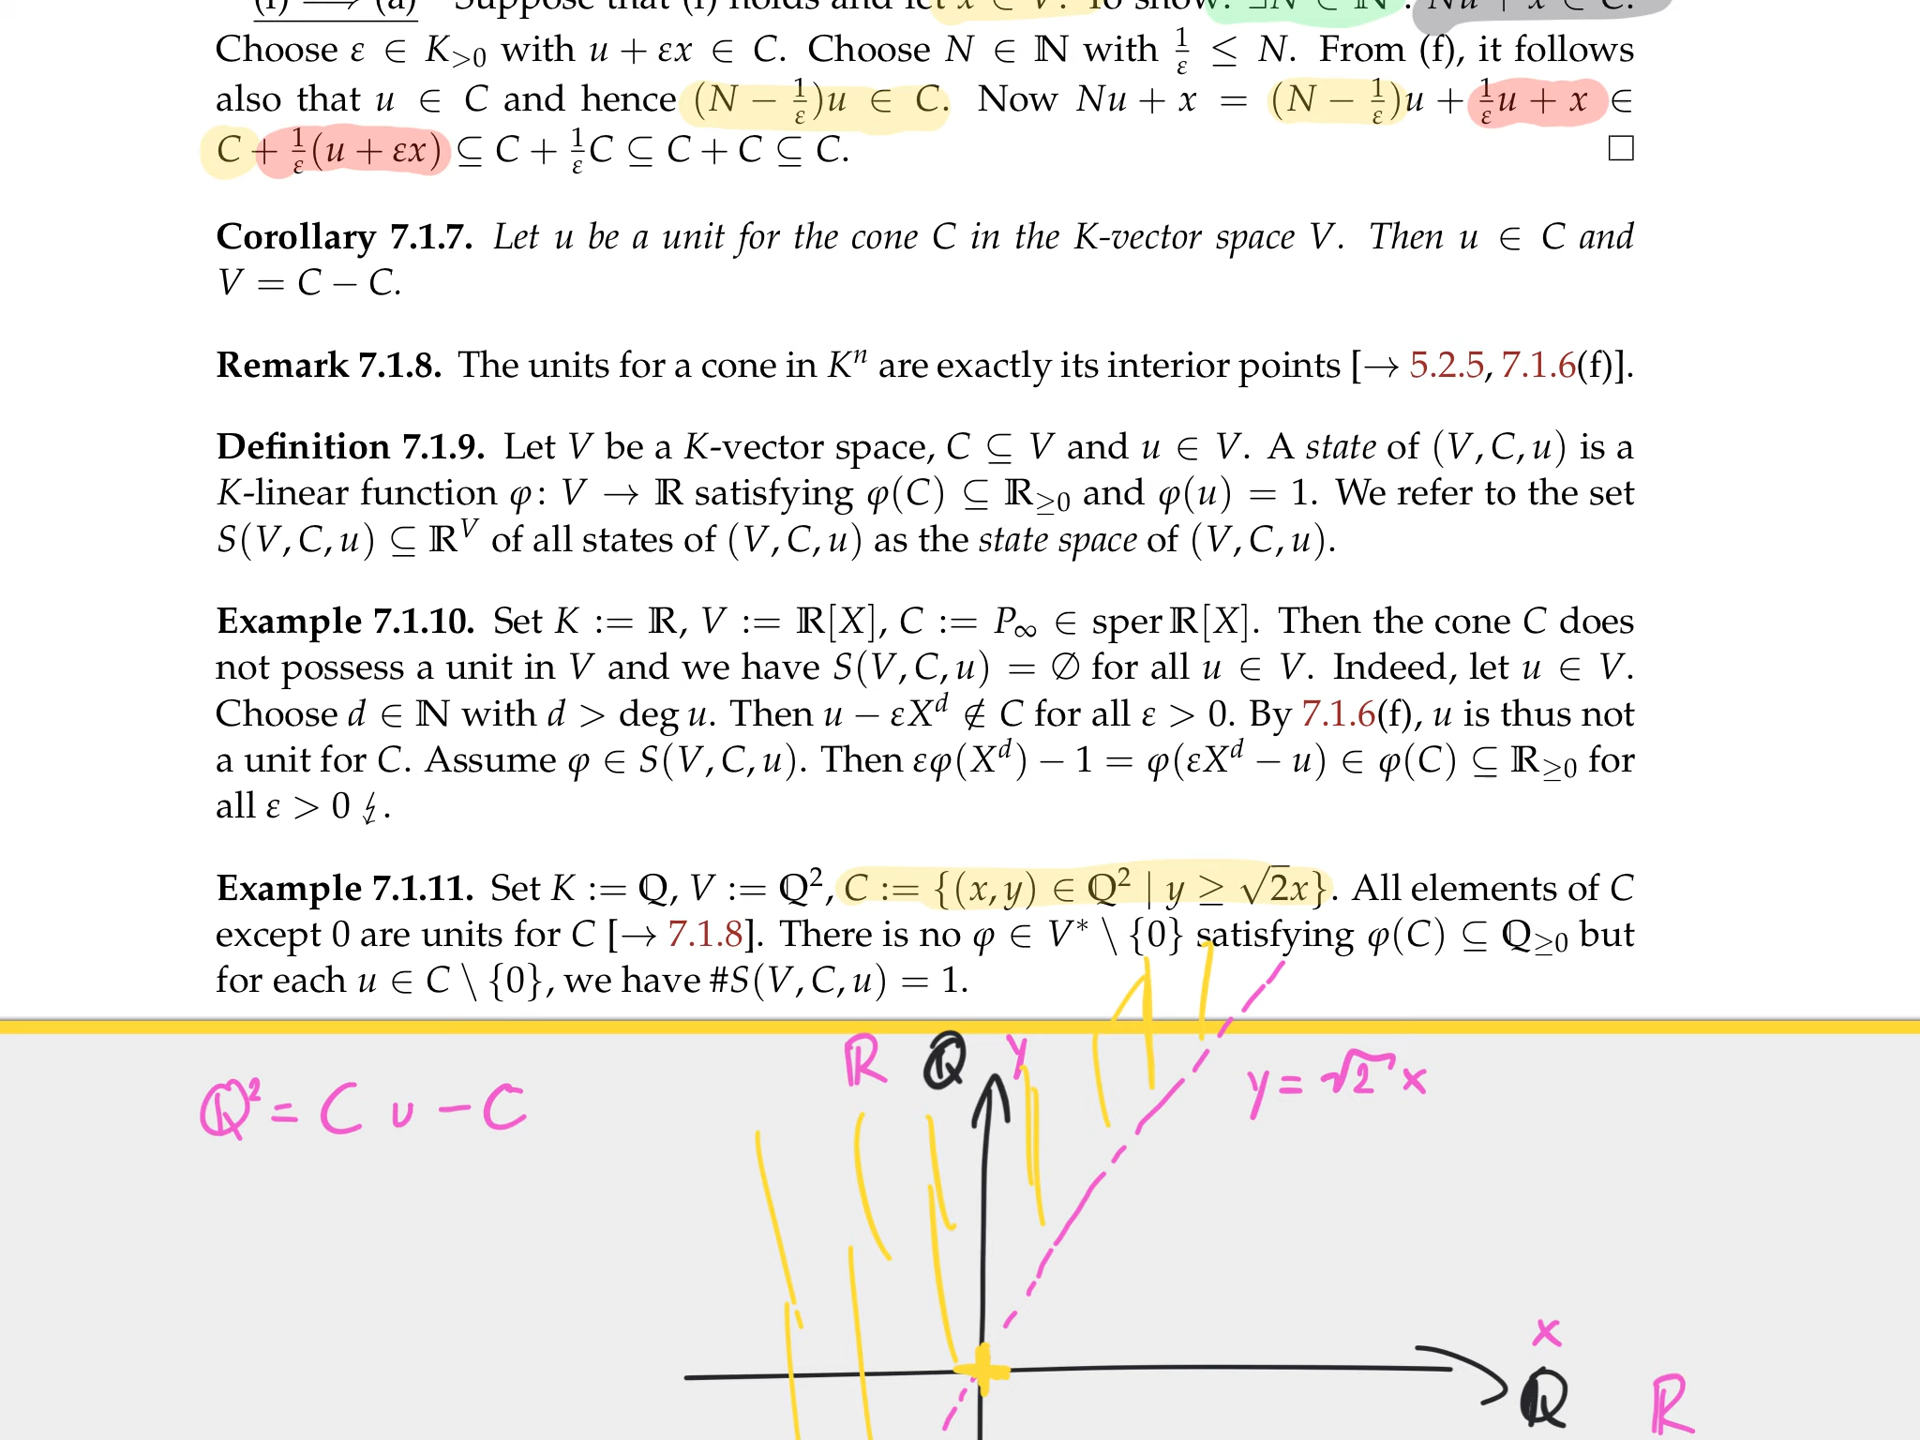 (f) ⟹ (a) Suppose that (f) holds and let x ∈ V. To show: ∃N ∈ ℕ : Nu + x ∈ C.
Choose ε ∈ K>0 with u + εx ∈ C. Choose N ∈ ℕ with 1/ε ≤ N. From (f), it follows
also that u ∈ C and hence (N − 1/ε)u ∈ C. Now Nu + x = (N − 1/ε)u + 1/ε u + x ∈
C + 1/ε(u + εx) ⊆ C + 1/ε C ⊆ C + C ⊆ C. □
Corollary 7.1.7. Let u be a unit for the cone C in the K-vector space V. Then u ∈ C and
V = C − C.
Remark 7.1.8. The units for a cone in Kⁿ are exactly its interior points [→ 5.2.5, 7.1.6(f)].
Definition 7.1.9. Let V be a K-vector space, C ⊆ V and u ∈ V. A state of (V, C, u) is a
K-linear function φ: V → ℝ satisfying φ(C) ⊆ ℝ≥0 and φ(u) = 1. We refer to the set
S(V, C, u) ⊆ ℝ^V of all states of (V, C, u) as the state space of (V, C, u).
Example 7.1.10. Set K := ℝ, V := ℝ[X], C := P∞ ∈ sper ℝ[X]. Then the cone C does
not possess a unit in V and we have S(V, C, u) = ∅ for all u ∈ V. Indeed, let u ∈ V.
Choose d ∈ ℕ with d > deg u. Then u − εX^d ∉ C for all ε > 0. By 7.1.6(f), u is thus not
a unit for C. Assume φ ∈ S(V, C, u). Then εφ(X^d) − 1 = φ(εX^d − u) ∈ φ(C) ⊆ ℝ≥0 for
all ε > 0 ↯.
Example 7.1.11. Set K := ℚ, V := ℚ², C := {(x, y) ∈ ℚ² | y ≥ √2x}. All elements of C
except 0 are units for C [→ 7.1.8]. There is no φ ∈ V* \ {0} satisfying φ(C) ⊆ ℚ≥0 but
for each u ∈ C \ {0}, we have #S(V, C, u) = 1.
ℝ ℚ y
y = √2 x
ℚ² = C ∪ −C
x
ℚ ℝ